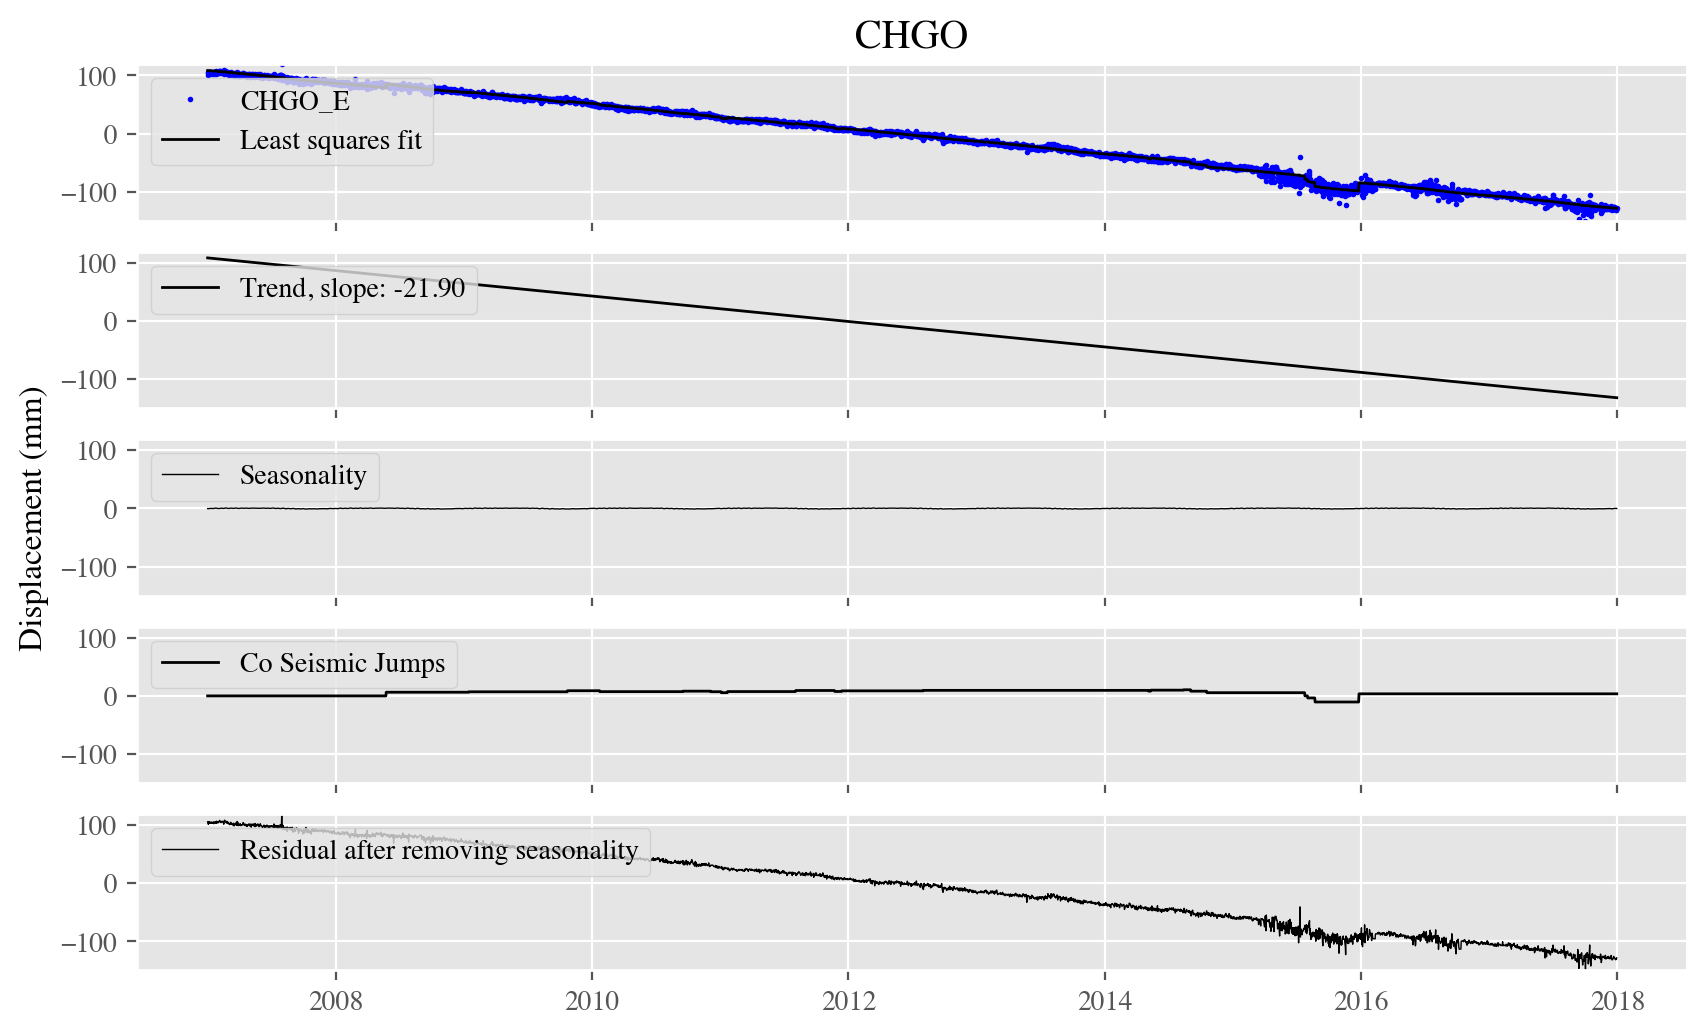 CHGO
Displacement (mm)
100
0
−100
CHGO_E
Least squares fit
100
0
−100
Trend, slope: -21.90
100
0
−100
Seasonality
100
0
−100
Co Seismic Jumps
100
0
−100
Residual after removing seasonality
2008 2010 2012 2014 2016 2018